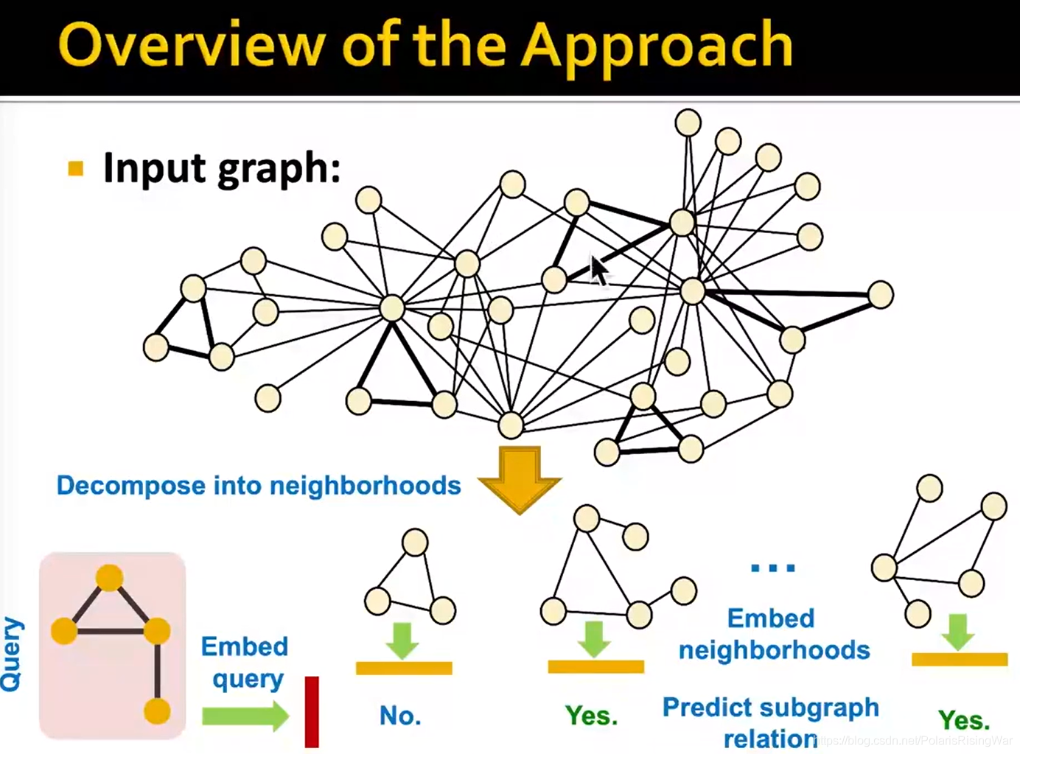 Overview of the Approach
Input graph:
Decompose into neighborhoods
Query
Embed
query
...
Embed
neighborhoods
No.
Yes.
Predict subgraph
relation
Yes.
https://blog.csdn.net/PolarisRisingWar